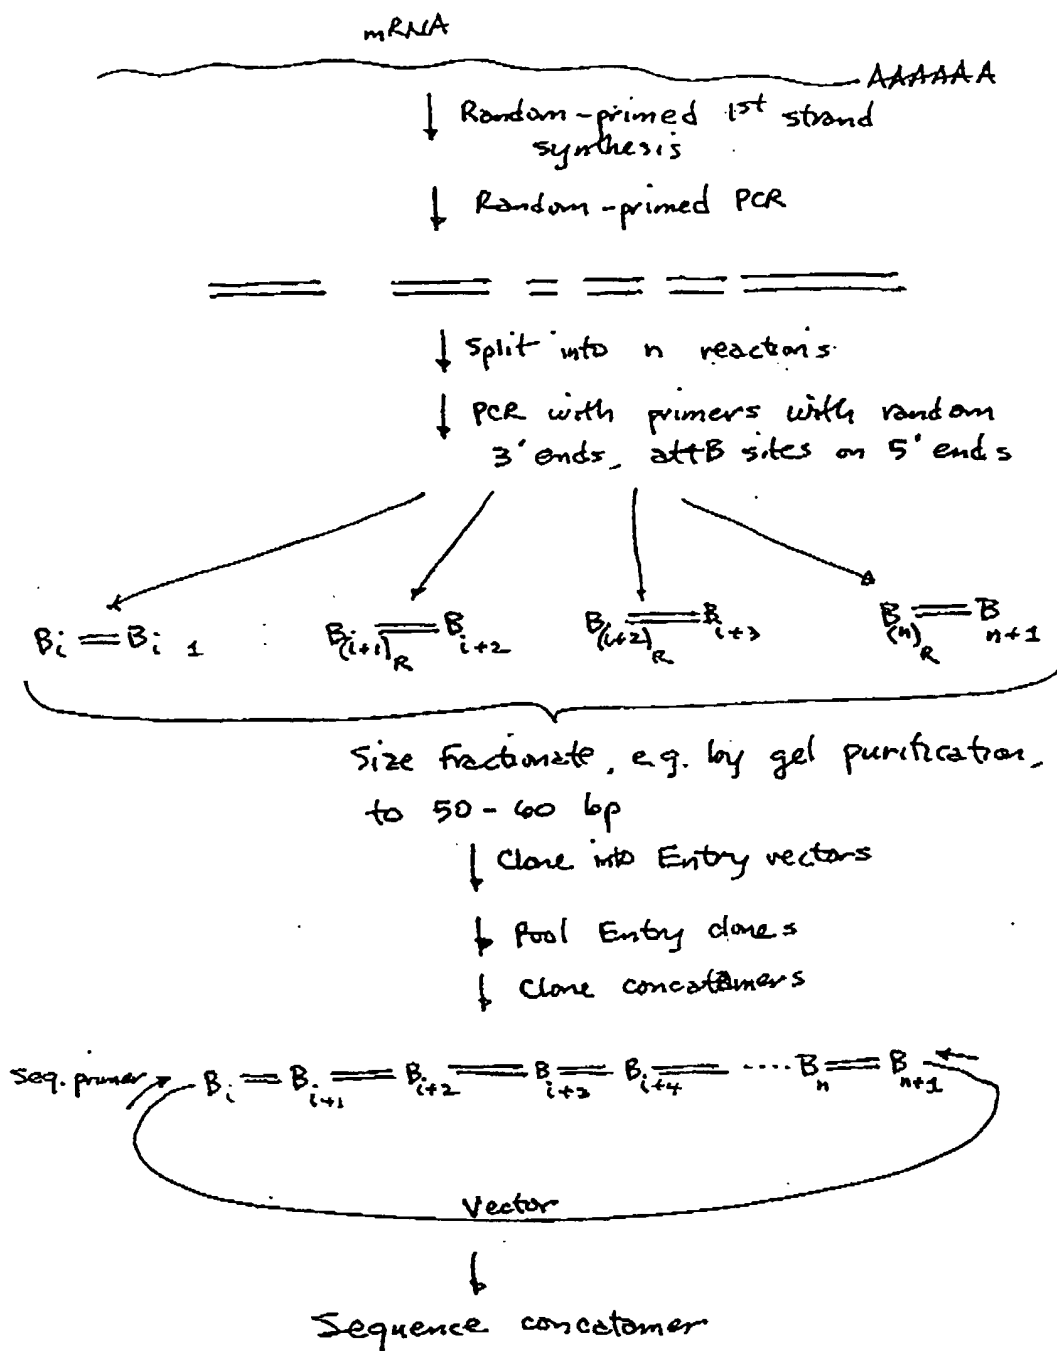 mRNA
AAAAAA
Random-primed 1st strand
synthesis
Random-primed PCR
Split into n reactions
PCR with primers with random
3' ends, attB sites on 5' ends
Bi Bi 1 B(i+1)R Bi+2 B(i+2)R Bi+3 B(n)R Bn+1
Size fractionate, e.g. by gel purification,
to 50-60 bp
Clone into Entry vectors
Pool Entry clones
Clone concatamers
Seq. primer Bi Bi+1 Bi+2 Bi+3 Bi+4 .... Bn Bn+1
Vector
Sequence concatomer